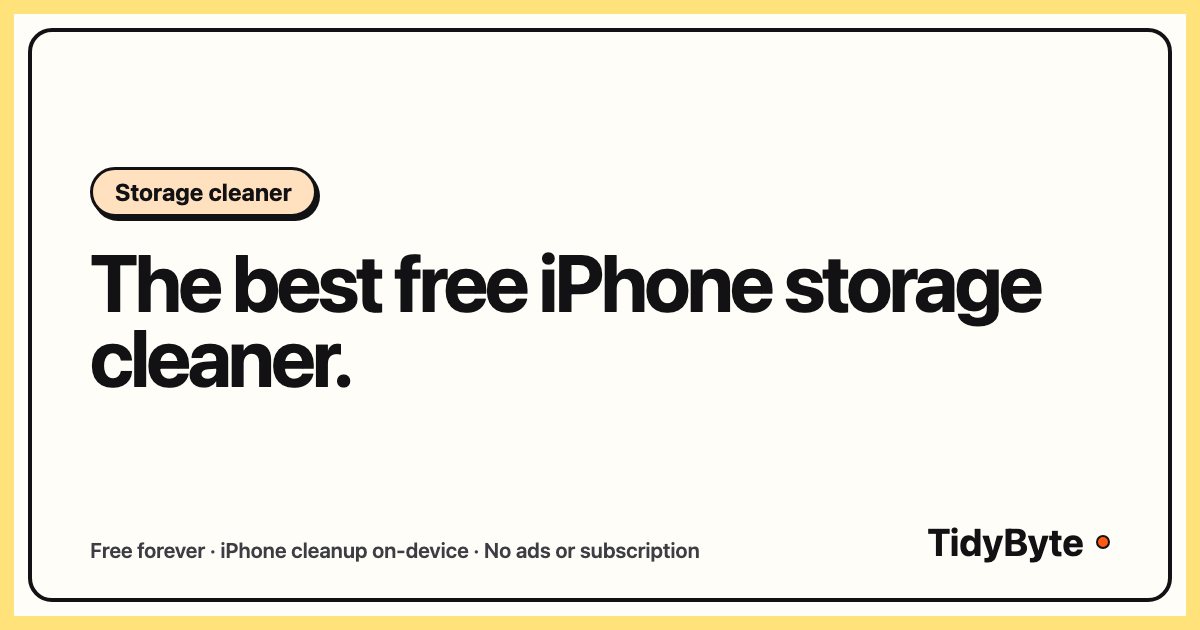 Storage cleaner
The best free iPhone storage
cleaner.
Free forever · iPhone cleanup on-device · No ads or subscription
TidyByte